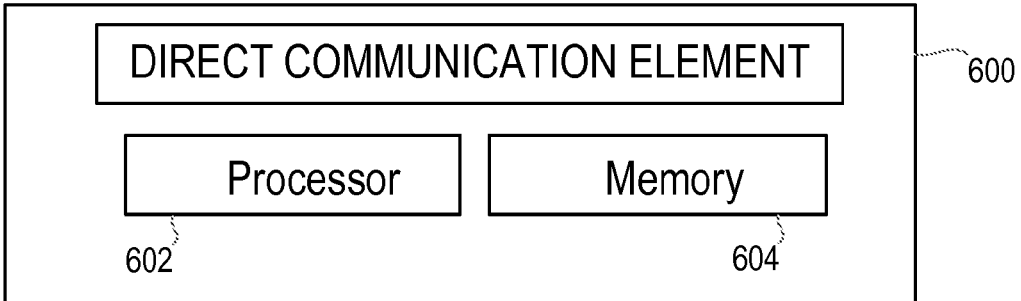 DIRECT COMMUNICATION ELEMENT
600
Processor
Memory
602
604